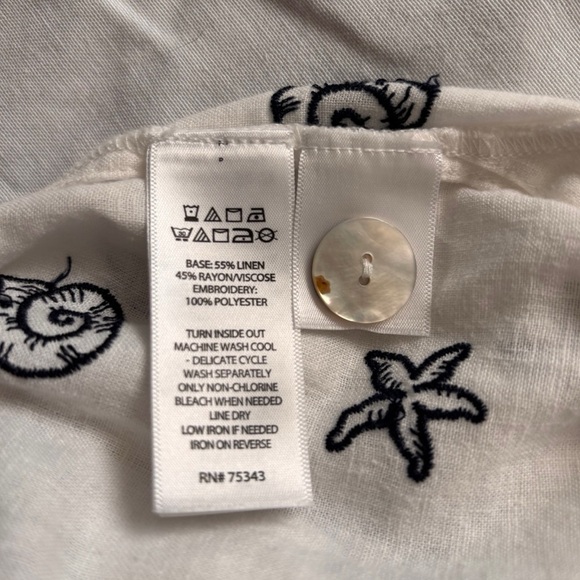 BASE: 55% LINEN
45% RAYON/VISCOSE
EMBROIDERY:
100% POLYESTER
TURN INSIDE OUT
MACHINE WASH COOL
- DELICATE CYCLE
WASH SEPARATELY
ONLY NON-CHLORINE
BLEACH WHEN NEEDED
LINE DRY
LOW IRON IF NEEDED
IRON ON REVERSE
RN# 75343